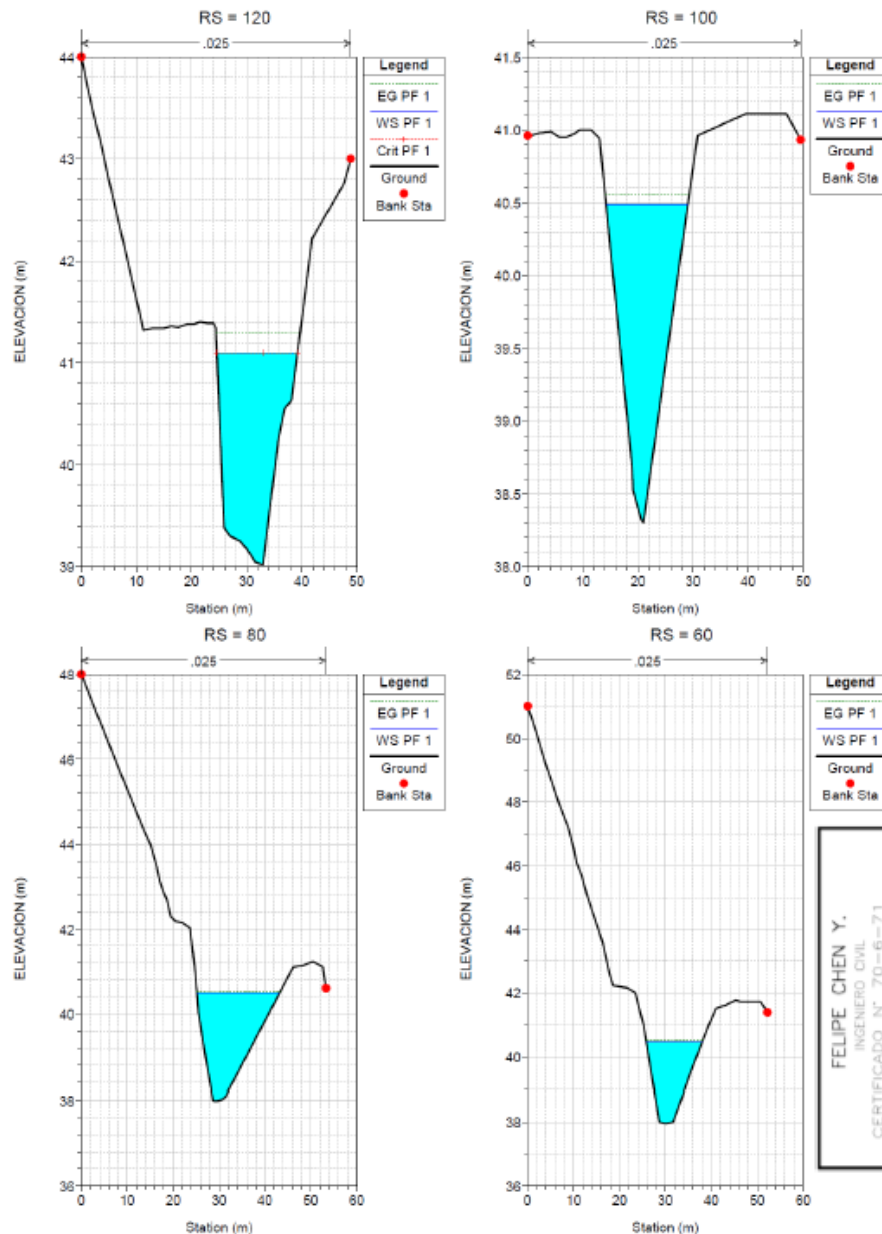 RS = 120
.025
Legend
EG PF 1
WS PF 1
Crit PF 1
Ground
Bank Sta
ELEVACION (m)
44
43
42
41
40
39
0 10 20 30 40 50
Station (m)
RS = 100
.025
Legend
EG PF 1
WS PF 1
Ground
Bank Sta
ELEVACION (m)
41.5
41.0
40.5
40.0
39.5
39.0
38.5
38.0
0 10 20 30 40 50
Station (m)
RS = 80
.025
Legend
EG PF 1
WS PF 1
Ground
Bank Sta
ELEVACION (m)
48
46
44
42
40
38
36
0 10 20 30 40 50 60
Station (m)
RS = 60
.025
Legend
EG PF 1
WS PF 1
Ground
Bank Sta
ELEVACION (m)
52
50
48
46
44
42
40
38
36
0 10 20 30 40 50 60
Station (m)
FELIPE CHEN Y.
INGENIERO CIVIL
CERTIFICADO N° 70-6-71